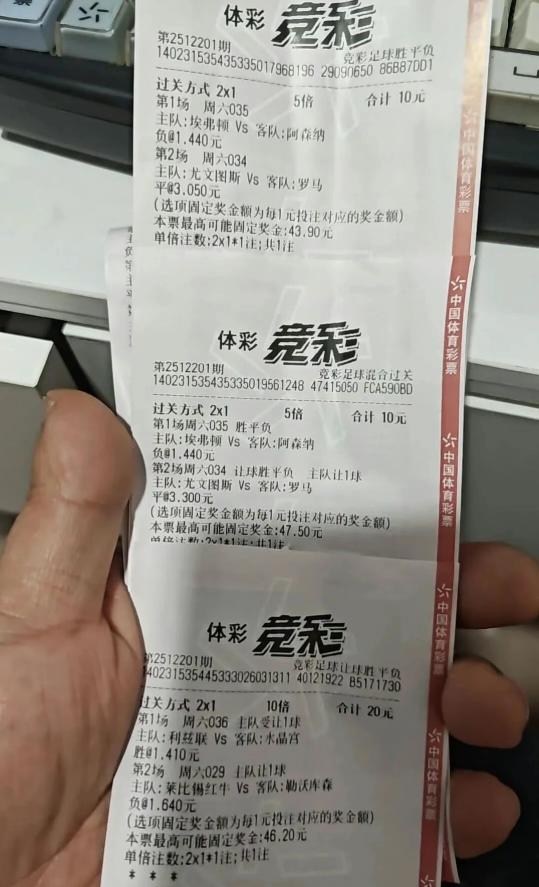 体彩 竞彩
第2512201期 竞彩足球胜平负
140231535435335017968196 29090650 86B87DD1
过关方式 2x1 5倍 合计 10元
第1场 周六035
主队:埃弗顿 Vs 客队:阿森纳
负@1.440元
第2场 周六034
主队:尤文图斯 Vs 客队:罗马
平@3.050元
(选项固定奖金额为每1元投注对应的奖金额)
本票最高可能固定奖金:43.90元
单倍注数:2x1*1注;共1注
中国体育彩票
体彩 竞彩
第2512201期 竞彩足球混合过关
140231535435335019561248 47415050 FCA590BD
过关方式 2x1 5倍 合计 10元
第1场周六035 胜平负
主队:埃弗顿 Vs 客队:阿森纳
负@1.440元
第2场周六034 让球胜平负 主队让1球
主队:尤文图斯 Vs 客队:罗马
平@3.300元
(选项固定奖金额为每1元投注对应的奖金额)
本票最高可能固定奖金:47.50元
单倍注数:2x1*1注;共1注
中国体育彩票
中国体育彩票
体彩 竞彩
第2512201期 竞彩足球让球胜平负
140231535445333026031311 40121922 B5171730
过关方式 2x1 10倍 合计 20元
第1场 周六036 主队受让1球
主队:利兹联 Vs 客队:水晶宫
胜@1.410元
第2场 周六029 主队让1球
主队:莱比锡红牛 Vs 客队:勒沃库森
负@1.640元
(选项固定奖金额为每1元投注对应的奖金额)
本票最高可能固定奖金:46.20元
单倍注数:2x1*1注;共1注
* * *
中国体育彩票
中国体育彩票